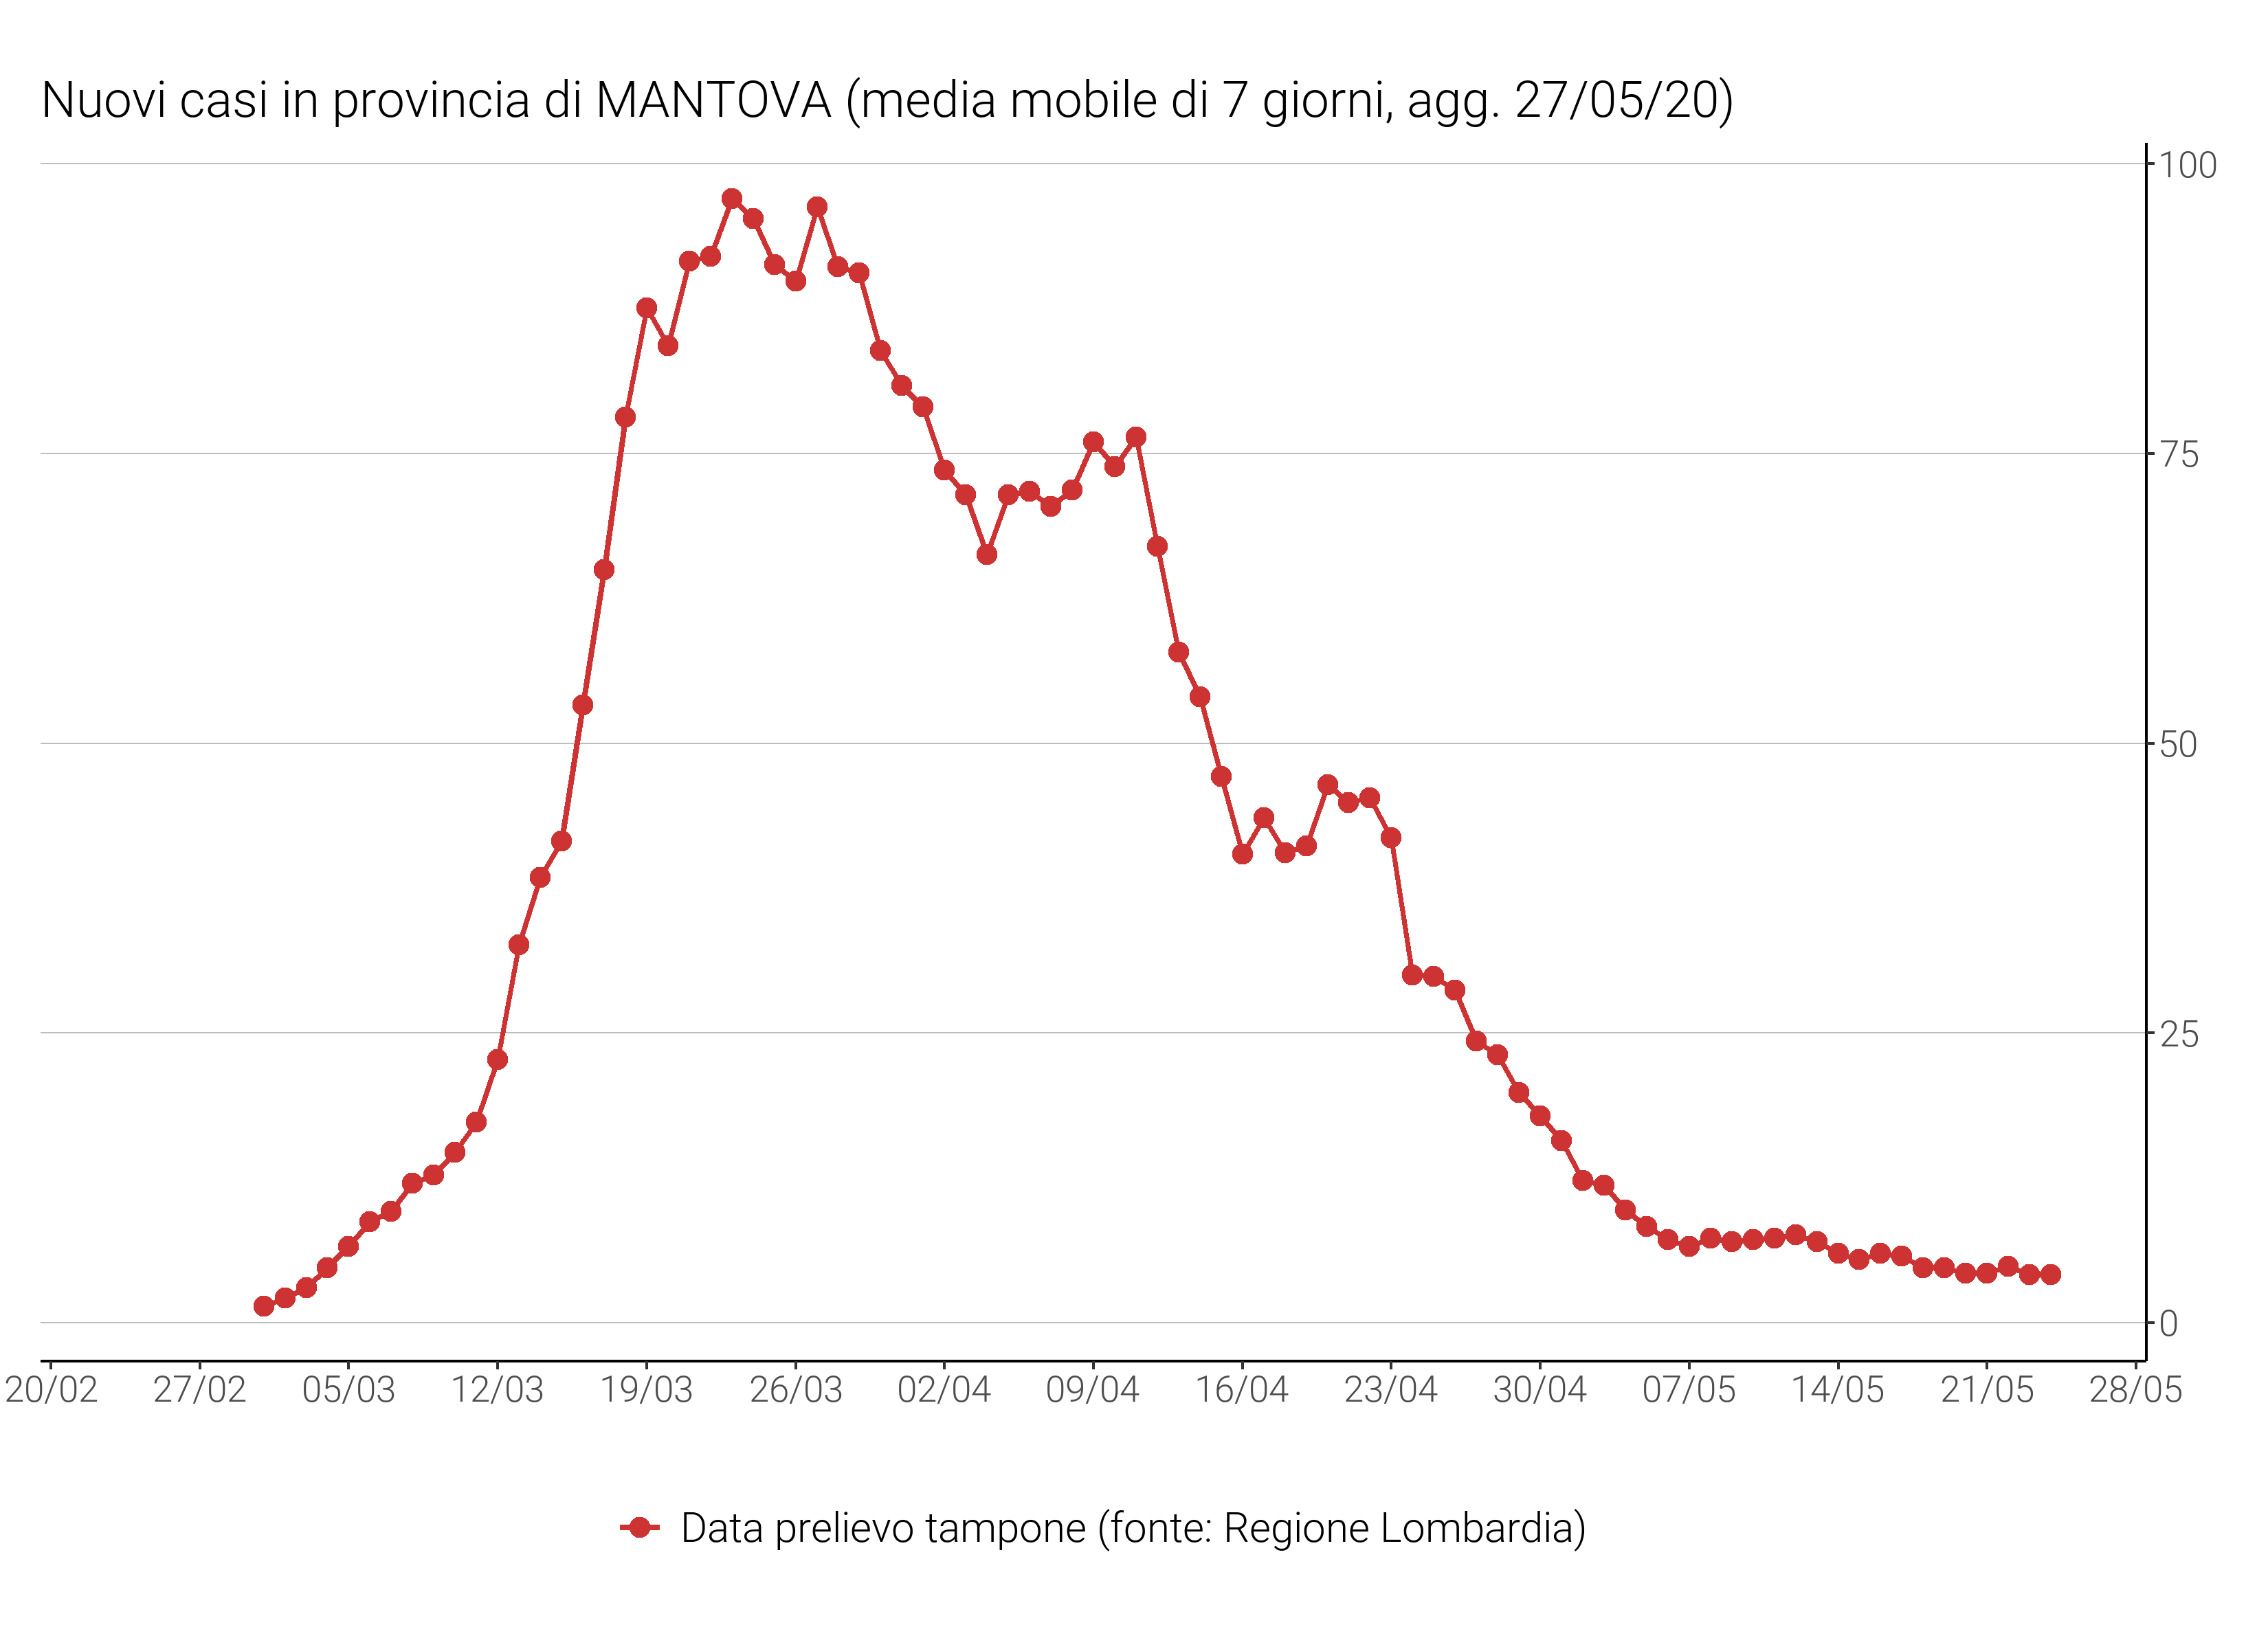 Nuovi casi in provincia di MANTOVA (media mobile di 7 giorni, agg. 27/05/20)
100
75
50
25
0
20/02 27/02 05/03 12/03 19/03 26/03 02/04 09/04 16/04 23/04 30/04 07/05 14/05 21/05 28/05
Data prelievo tampone (fonte: Regione Lombardia)